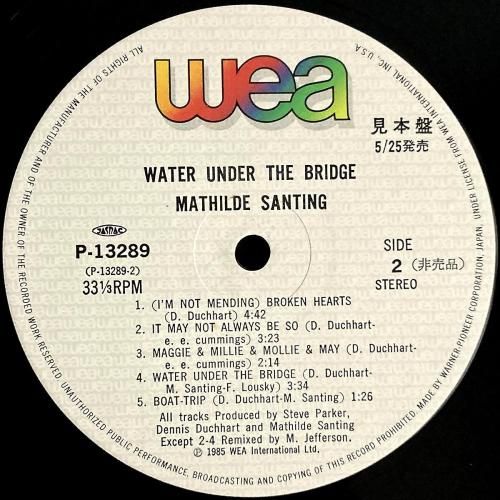 wea
見本盤
5/25発売
WATER UNDER THE BRIDGE
MATHILDE SANTING
JASRAC
P-13289
(P-13289-2)
33⅓RPM
SIDE
2 (非売品)
STEREO
1. (I'M NOT MENDING) BROKEN HEARTS
(D. Duchhart) 4:42
2. IT MAY NOT ALWAYS BE SO (D. Duchhart-
e. e. cummings) 3:23
3. MAGGIE & MILLIE & MOLLIE & MAY (D. Duchhart-
e. e. cummings) 1:52
4. WATER UNDER THE BRIDGE (D. Duchhart-
M. Santing-F. Lousky) 3:34
5. BOAT-TRIP (D. Duchhart-M. Santing) 1:26
All tracks Produced by Steve Parker,
Dennis Duchhart and Mathilde Santing
Except 2-4 Remixed by M. Jefferson.
℗ 1985 WEA International Ltd.
ALL RIGHTS OF THE MANUFACTURER AND OF THE OWNER OF THE RECORDED WORK RESERVED. UNAUTHORIZED PUBLIC PERFORMANCE, BROADCASTING AND COPYING OF THIS RECORD PROHIBITED. MADE BY WARNER-PIONEER CORPORATION, JAPAN, UNDER LICENSE FROM WEA INTERNATIONAL INC., U.S.A.